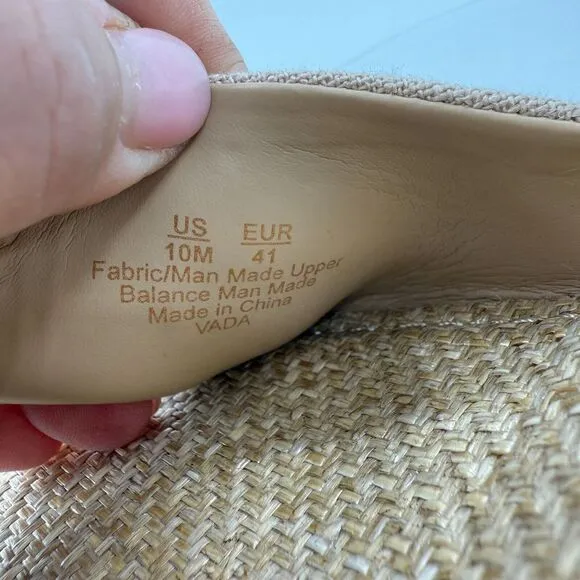 US EUR
10M 41
Fabric/Man Made Upper
Balance Man Made
Made in China
VADA